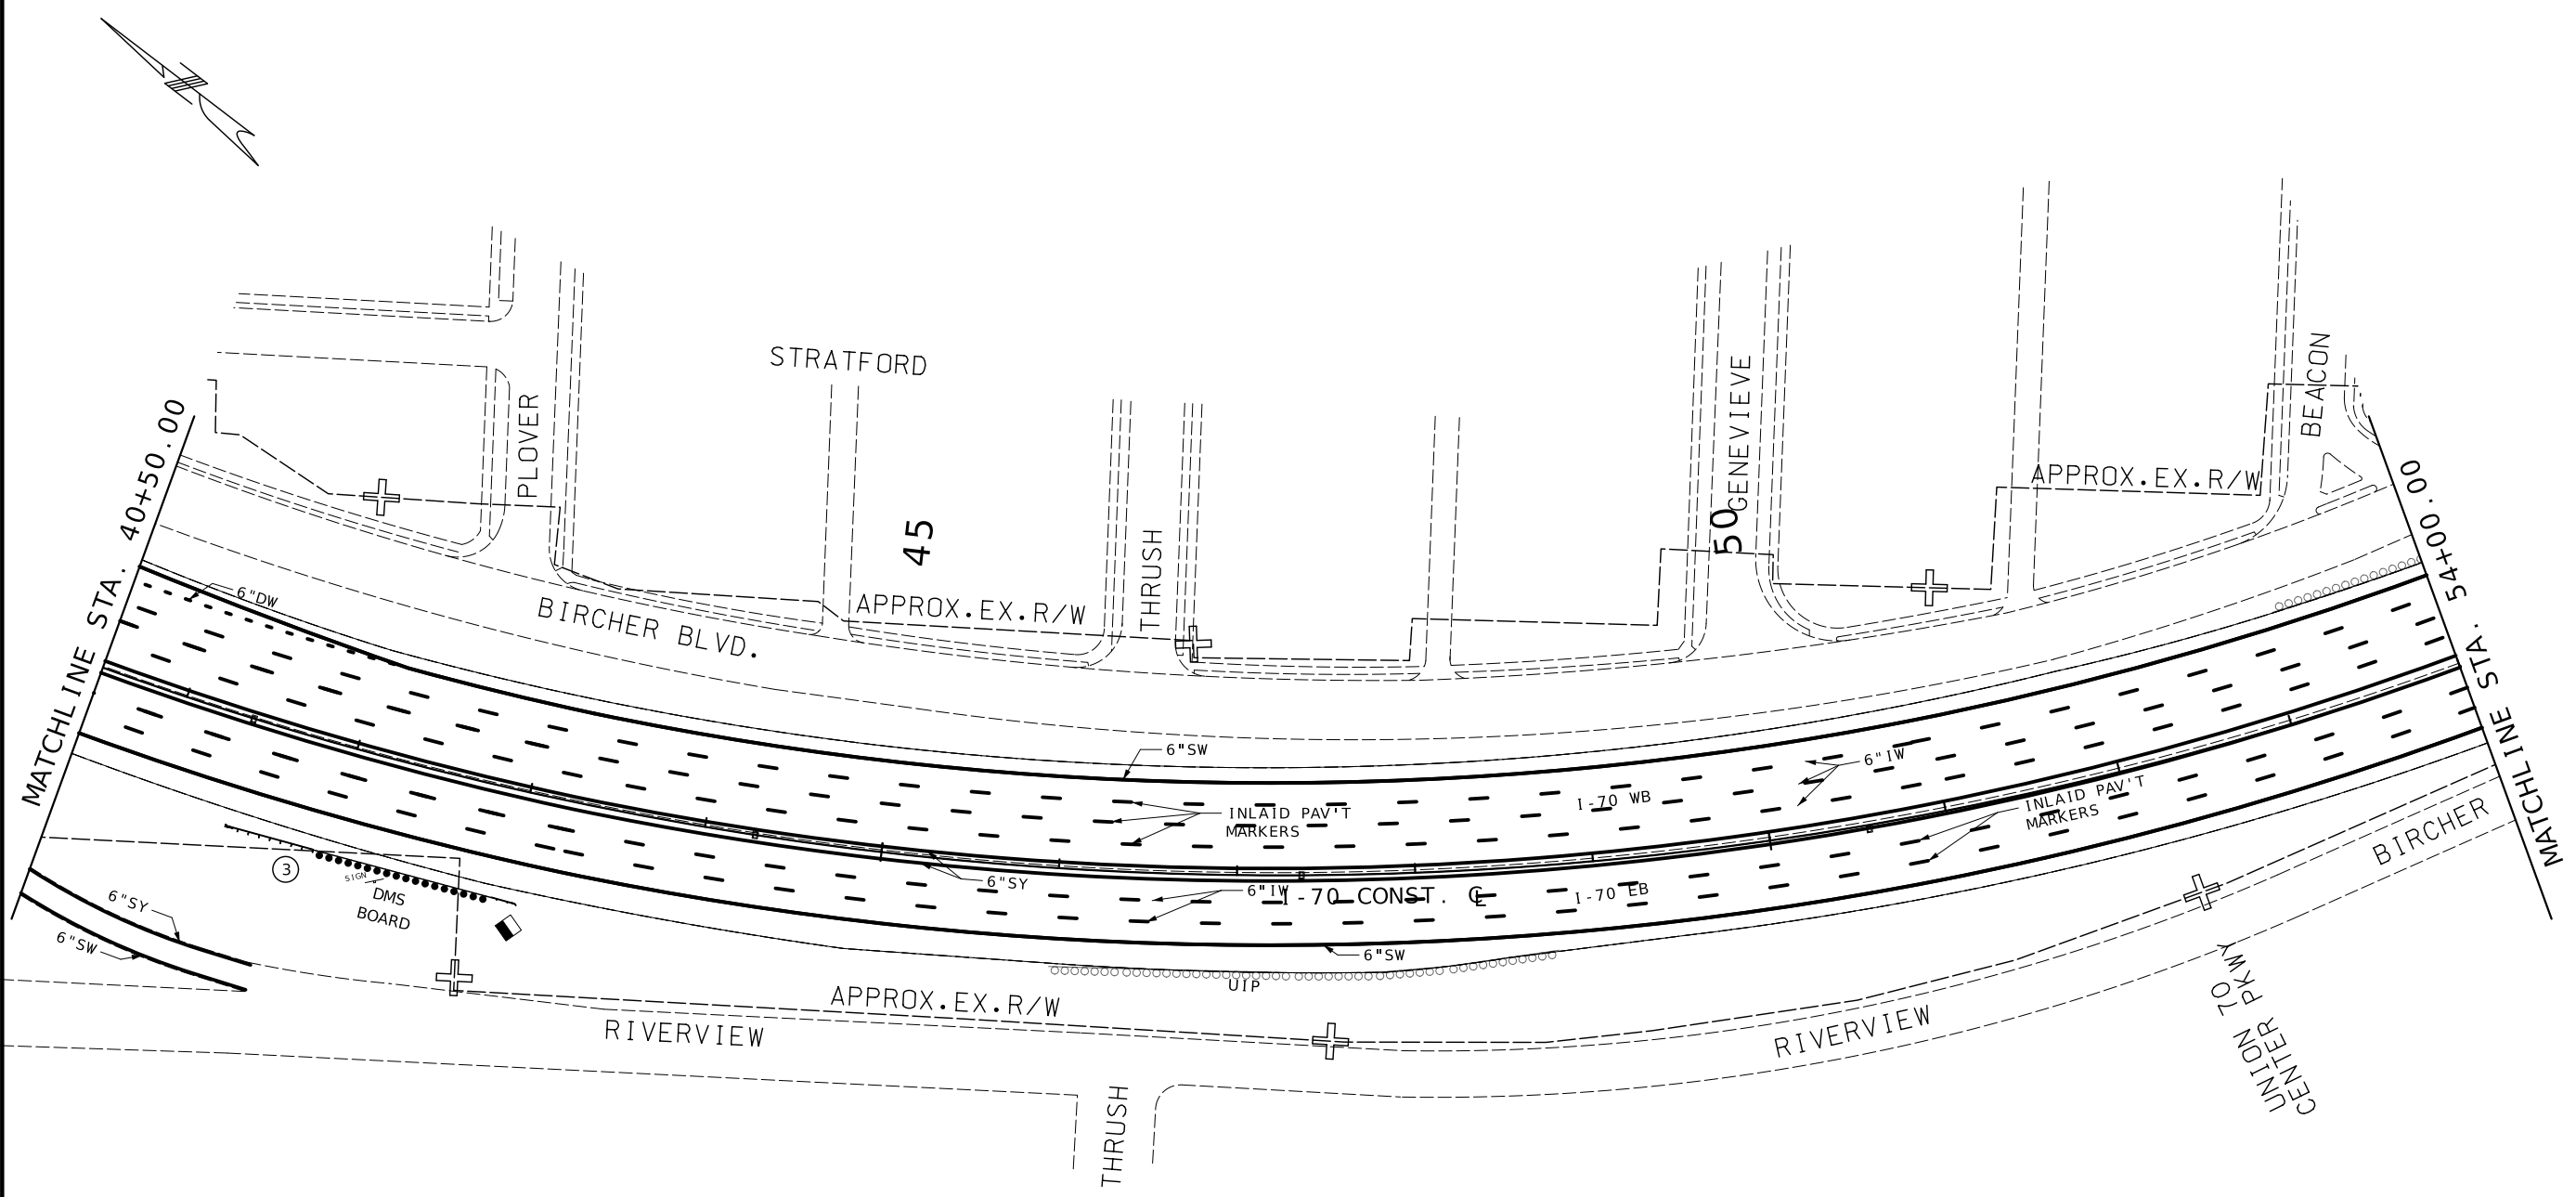 STRATFORD
PLOVER
GENEVIEVE
BEACON
MATCHLINE STA. 40+50.00
45
50
THRUSH
APPROX.EX.R/W
APPROX.EX.R/W
6"DW
BIRCHER BLVD.
MATCHLINE STA. 54+00.00
6"SW
6"IW
I-70 WB
INLAID PAV'T
MARKERS
INLAID PAV'T
MARKERS
6"SY
6"IW
I-70 CONST. ℄
I-70 EB
BIRCHER
3
SIGN
DMS
BOARD
6"SY
6"SW
6"SW
UIP
APPROX.EX.R/W
RIVERVIEW
RIVERVIEW
UNION 70
CENTER PKWY
THRUSH